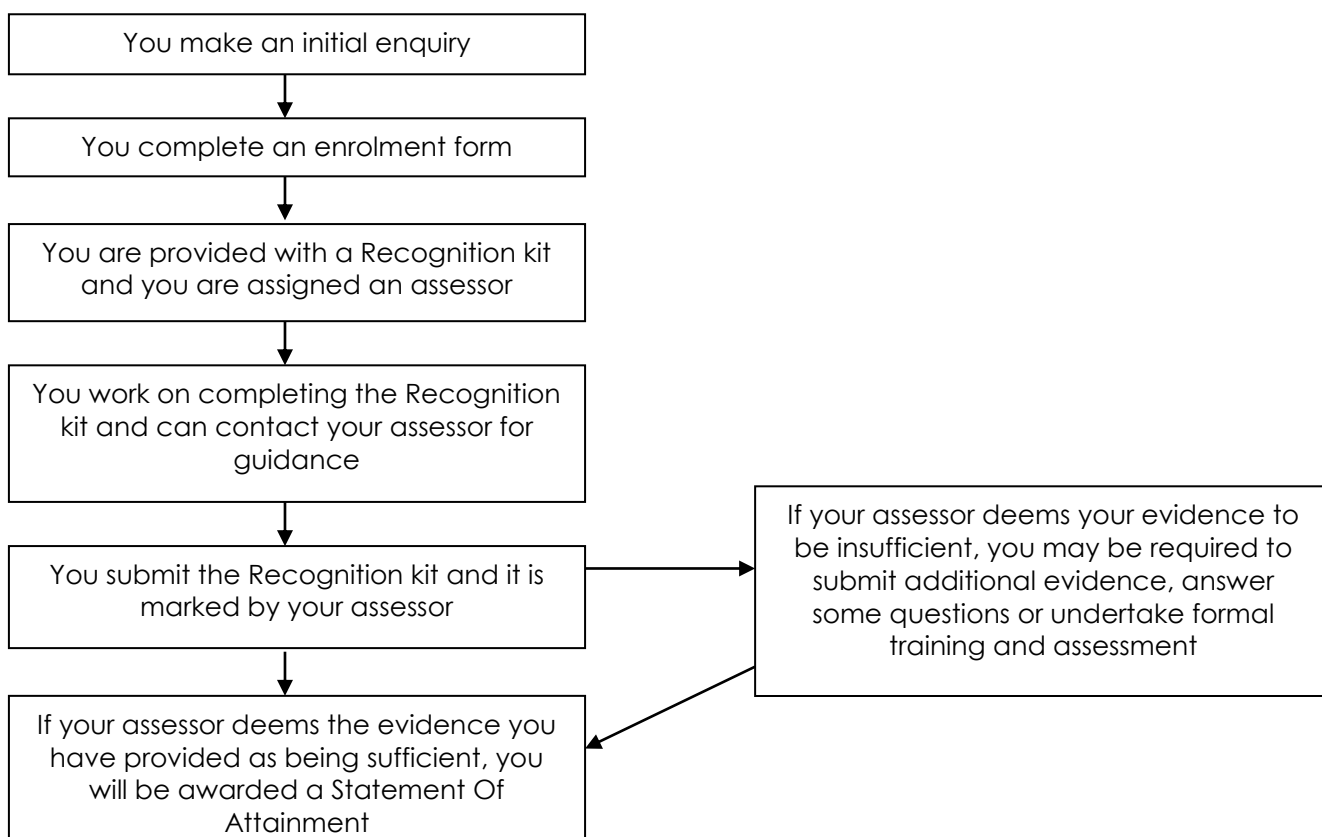 You make an initial enquiry
You complete an enrolment form
You are provided with a Recognition kit
and you are assigned an assessor
You work on completing the Recognition
kit and can contact your assessor for
guidance
You submit the Recognition kit and it is
marked by your assessor
If your assessor deems your evidence to
be insufficient, you may be required to
submit additional evidence, answer
some questions or undertake formal
training and assessment
If your assessor deems the evidence you
have provided as being sufficient, you
will be awarded a Statement Of
Attainment